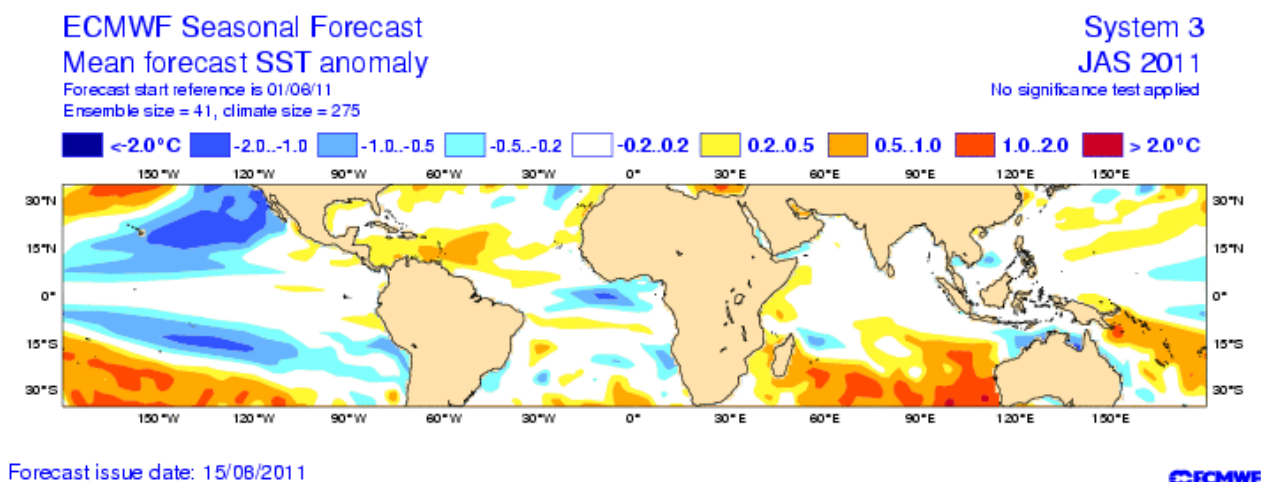 ECMWF Seasonal Forecast
System 3
Mean forecast SST anomaly
JAS 2011
Forecast start reference is 01/06/11
No significance test applied
Ensemble size = 41, climate size = 275
<-2.0°C -2.0..-1.0 -1.0..-0.5 -0.5..-0.2 -0.2..0.2 0.2..0.5 0.5..1.0 1.0..2.0 > 2.0°C
150°W 120°W 90°W 60°W 30°W 0° 30°E 60°E 90°E 120°E 150°E
30°N 30°N
15°N 15°N
0° 0°
15°S 15°S
30°S 30°S
150°W 120°W 90°W 60°W 30°W 0° 30°E 60°E 90°E 120°E 150°E
Forecast issue date: 15/06/2011
ECMWF